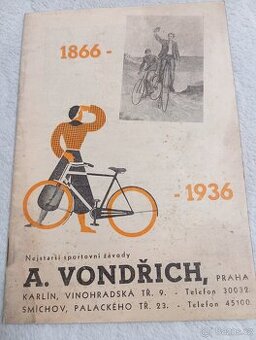 1866 -
- 1936
Nejstarší sportovní závody
A. VONDŘICH, PRAHA
KARLÍN, VINOHRADSKÁ TŘ. 9. - Telefon 30032.
SMÍCHOV, PALACKÉHO TŘ. 23. - Telefon 45100.